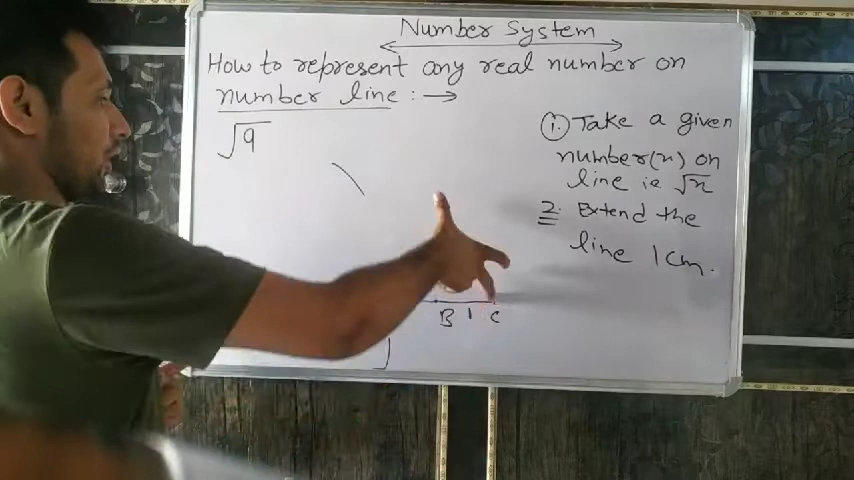 Number System
How to represent any real number on
number line :→
√9
1. Take a given
number(x) on
line ie √x
2. Extend the
line 1cm.
B 1 C